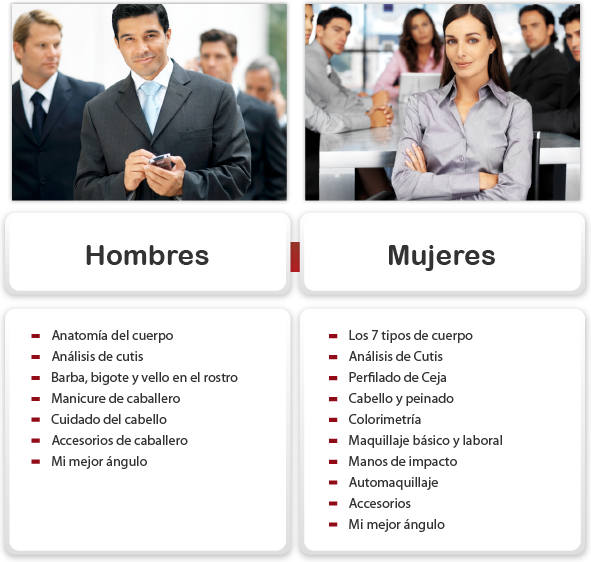 Hombres
Anatomía del cuerpo
Análisis de cutis
Barba, bigote y vello en el rostro
Manicure de caballero
Cuidado del cabello
Accesorios de caballero
Mi mejor ángulo
Mujeres
Los 7 tipos de cuerpo
Análisis de Cutis
Perfilado de Ceja
Cabello y peinado
Colorimetría
Maquillaje básico y laboral
Manos de impacto
Automaquillaje
Accesorios
Mi mejor ángulo